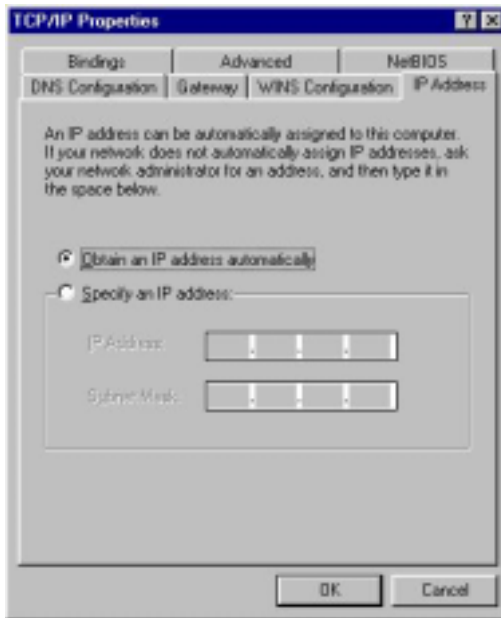 TCP/IP Properties
Bindings Advanced NetBIOS
DNS Configuration Gateway WINS Configuration IP Address
An IP address can be automatically assigned to this computer.
If your network does not automatically assign IP addresses, ask
your network administrator for an address, and then type it in
the space below.
Obtain an IP address automatically
Specify an IP address:
IP Address:
. . .
Subnet Mask:
. . .
OK Cancel